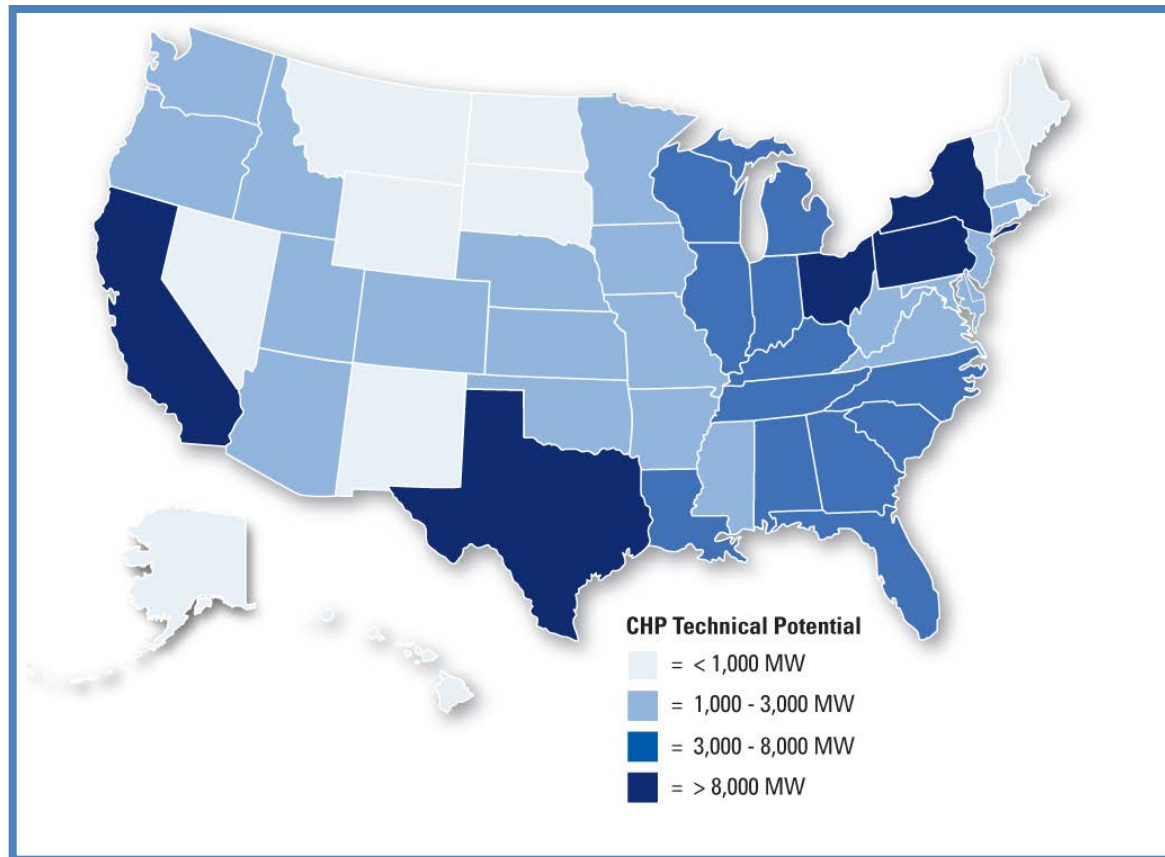 CHP Technical Potential
= < 1,000 MW
= 1,000 - 3,000 MW
= 3,000 - 8,000 MW
= > 8,000 MW